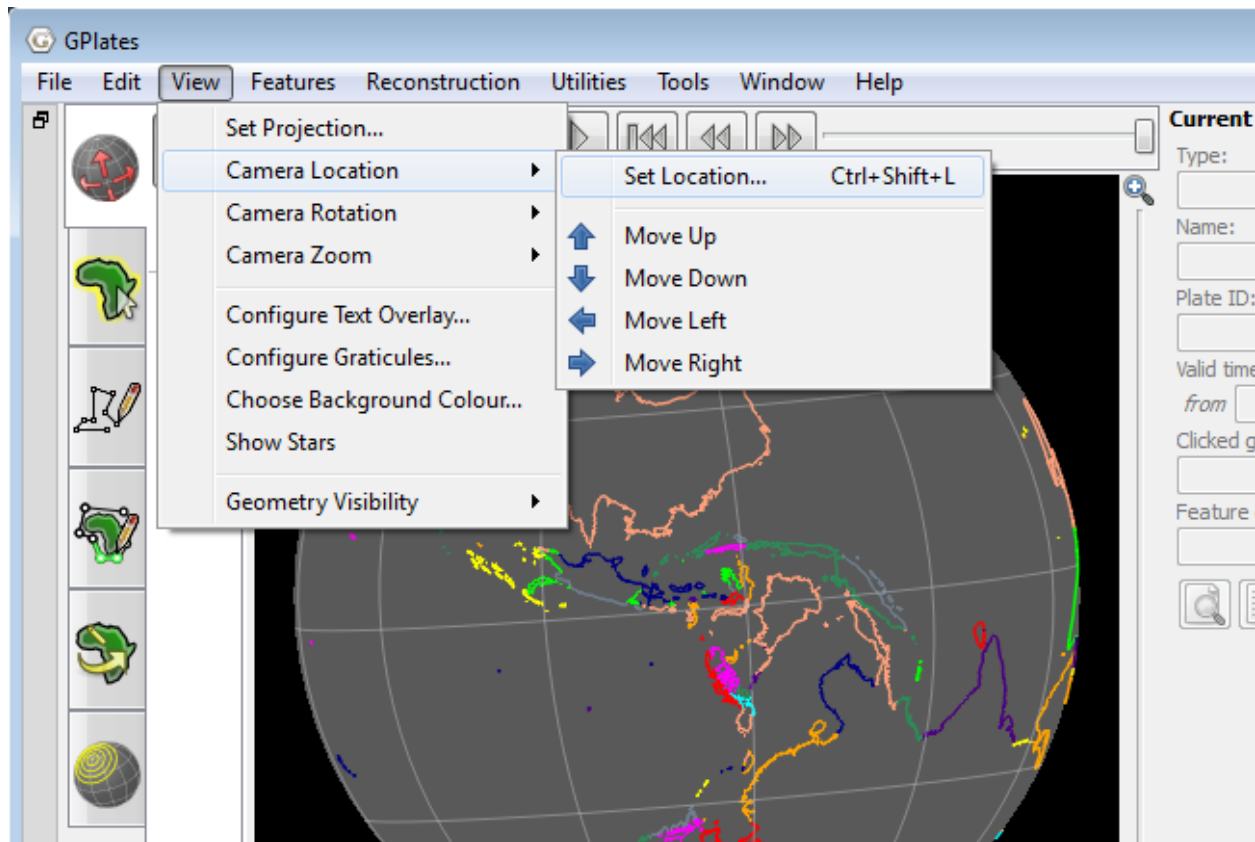 GPlates
File Edit View Features Reconstruction Utilities Tools Window Help
Set Projection...
Camera Location
Camera Rotation
Camera Zoom
Configure Text Overlay...
Configure Graticules...
Choose Background Colour...
Show Stars
Geometry Visibility
Set Location... Ctrl+Shift+L
Move Up
Move Down
Move Left
Move Right
Current
Type:
Name:
Plate ID:
Valid time
from
Clicked g
Feature